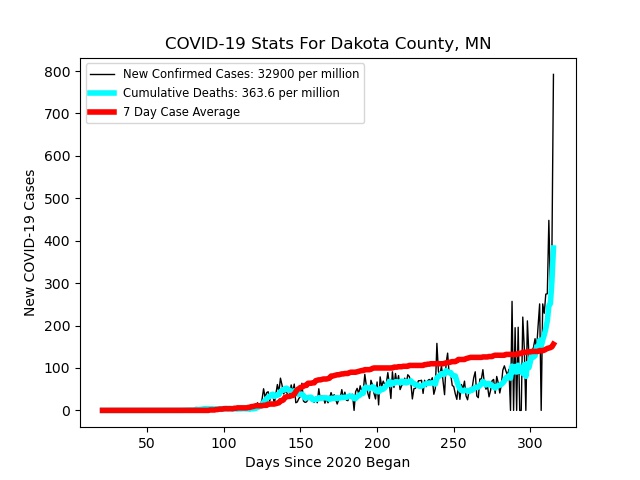 COVID-19 Stats For Dakota County, MN
New Confirmed Cases: 32900 per million
Cumulative Deaths: 363.6 per million
7 Day Case Average
800
700
600
500
400
300
200
100
0
New COVID-19 Cases
50 100 150 200 250 300
Days Since 2020 Began